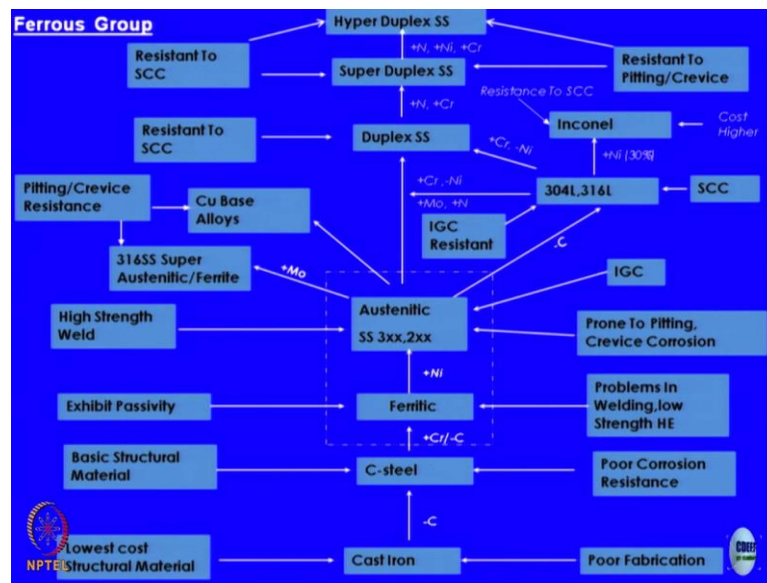 Ferrous Group
Hyper Duplex SS
+N, +Ni, +Cr
Resistant To
SCC
Super Duplex SS
Resistant To
Pitting/Crevice
Resistance To SCC
+N, +Cr
Resistant To
SCC
Duplex SS
Inconel
Cost
Higher
+Cr, -Ni
+Ni (30%)
Pitting/Crevice
Resistance
Cu Base
Alloys
+Cr ,-Ni
+Mo, +N
304L,316L
SCC
IGC
Resistant
316SS Super
Austenitic/Ferrite
+Mo
-C
IGC
High Strength
Weld
Austenitic
SS 3xx,2xx
Prone To Pitting,
Crevice Corrosion
+Ni
Exhibit Passivity
Ferritic
Problems In
Welding,low
Strength HE
+Cr/-C
Basic Structural
Material
C-steel
Poor Corrosion
Resistance
-C
Lowest cost
Structural Material
Cast Iron
Poor Fabrication
NPTEL